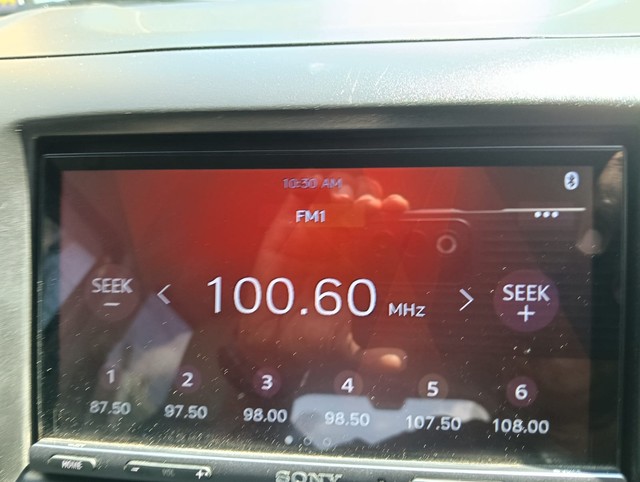 10:30 AM
FM1
SEEK − 100.60 MHz SEEK +
1 2 3 4 5 6
87.50 97.50 98.00 98.50 107.50 108.00
HOME − VOL + SONY